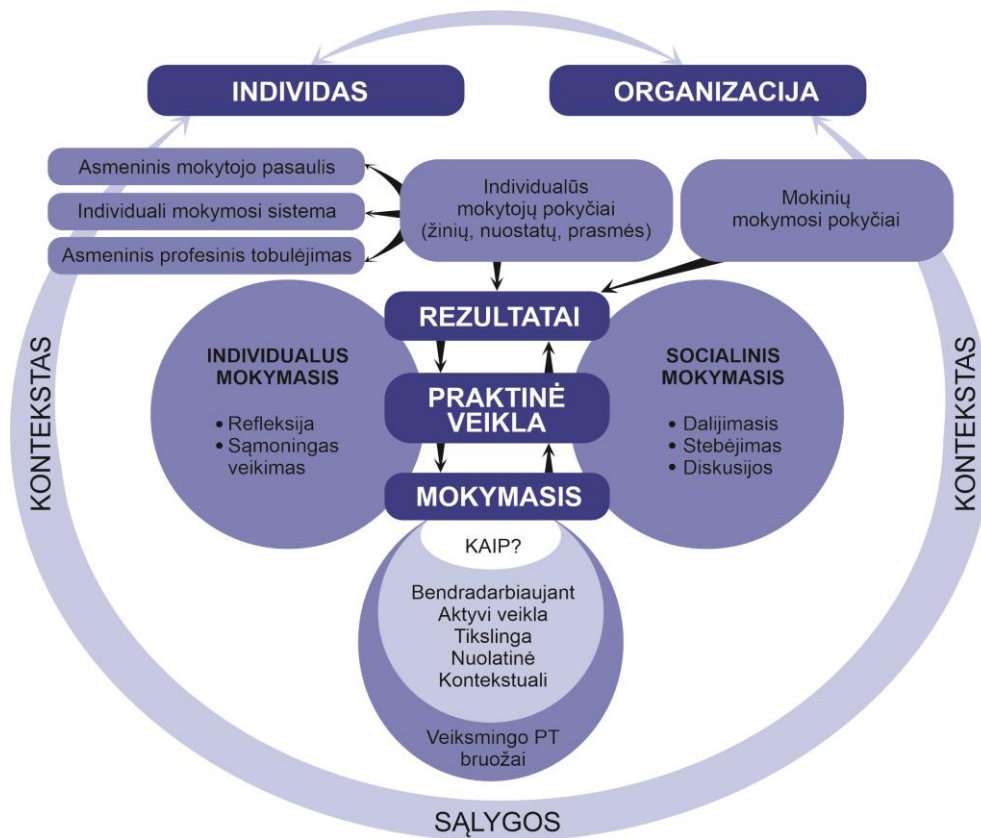 INDIVIDAS
ORGANIZACIJA
Asmeninis mokytojo pasaulis
Individuali mokymosi sistema
Asmeninis profesinis tobulėjimas
Individualūs
mokytojų pokyčiai
(žinių, nuostatų, prasmės)
Mokinių
mokymosi pokyčiai
REZULTATAI
INDIVIDUALUS
MOKYMASIS
• Refleksija
• Sąmoningas
veikimas
PRAKTINĖ
VEIKLA
SOCIALINIS
MOKYMASIS
• Dalijimasis
• Stebėjimas
• Diskusijos
MOKYMASIS
KAIP?
Bendradarbiaujant
Aktyvi veikla
Tikslinga
Nuolatinė
Kontekstuali
Veiksmingo PT
bruožai
KONTEKSTAS
KONTEKSTAS
SĄLYGOS